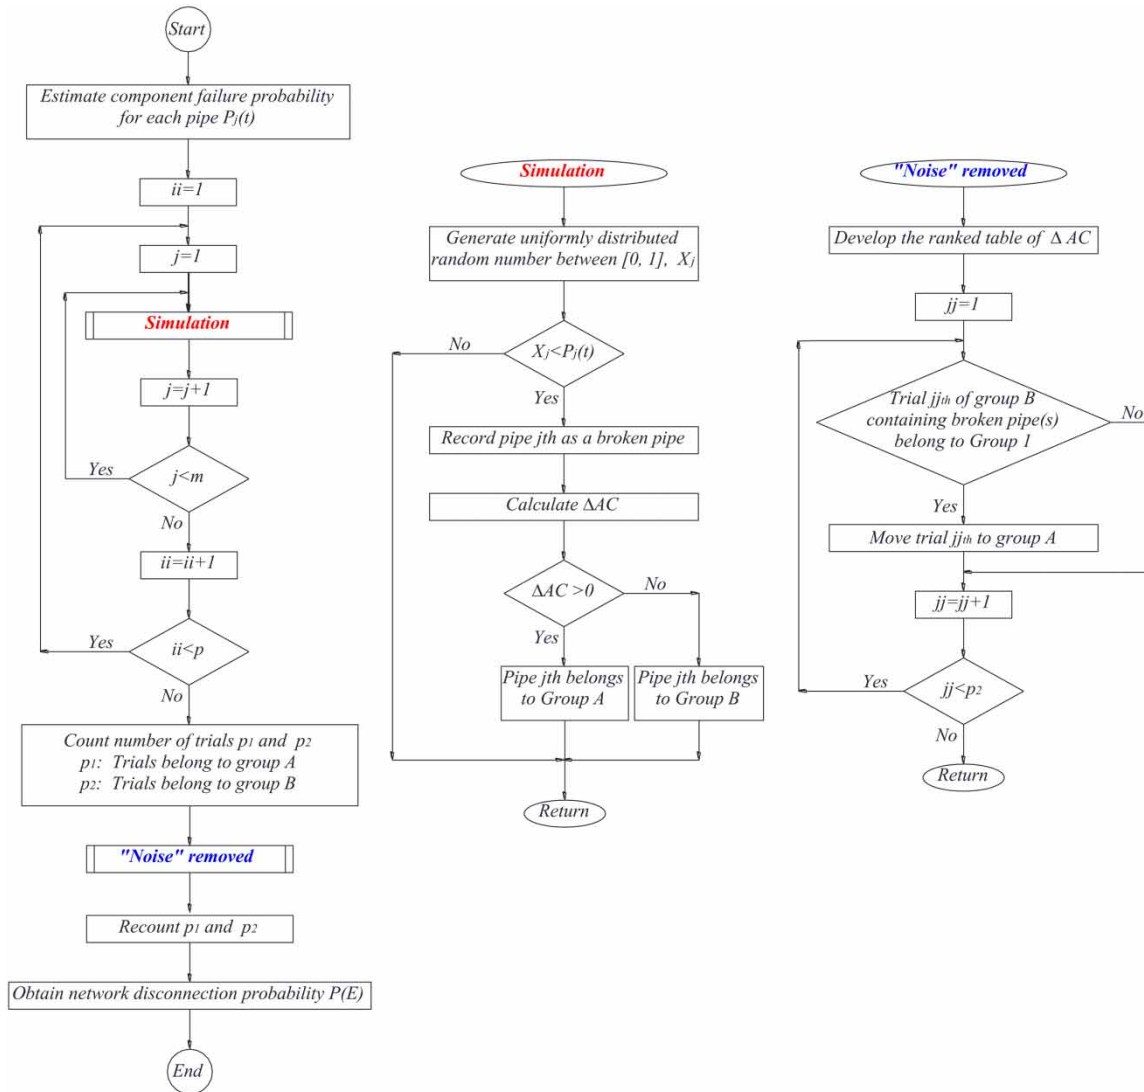 Start
Estimate component failure probability
for each pipe Pj(t)
ii=1
j=1
Simulation
j=j+1
Yes
j<m
No
ii=ii+1
Yes
ii<p
No
Count number of trials p1 and p2
p1: Trials belong to group A
p2: Trials belong to group B
"Noise" removed
Recount p1 and p2
Obtain network disconnection probability P(E)
End
Simulation
Generate uniformly distributed
random number between [0, 1], Xj
No
Xj<Pj(t)
Yes
Record pipe jth as a broken pipe
Calculate ΔAC
ΔAC >0
No
Yes
Pipe jth belongs
to Group A
Pipe jth belongs
to Group B
Return
"Noise" removed
Develop the ranked table of Δ AC
jj=1
Trial jjth of group B
containing broken pipe(s)
belong to Group 1
No
Yes
Move trial jjth to group A
jj=jj+1
Yes
jj<p2
No
Return